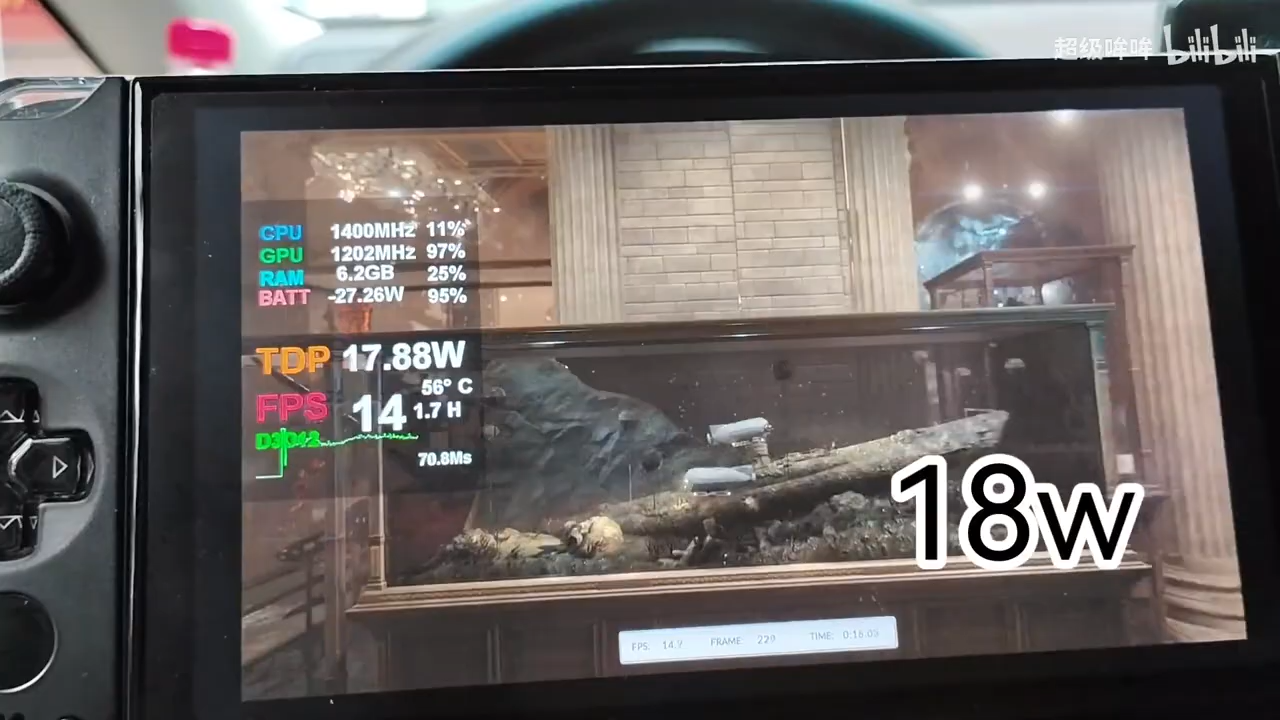 超级哞哞 bilibili
CPU 1400MHz 11%
GPU 1202MHz 97%
RAM 6.2GB 25%
BATT -27.26W 95%
TDP 17.88W
56° C
FPS 14 1.7 H
D3D12
70.8Ms
18w
FPS: 14.9 FRAME: 229 TIME: 0:16.03